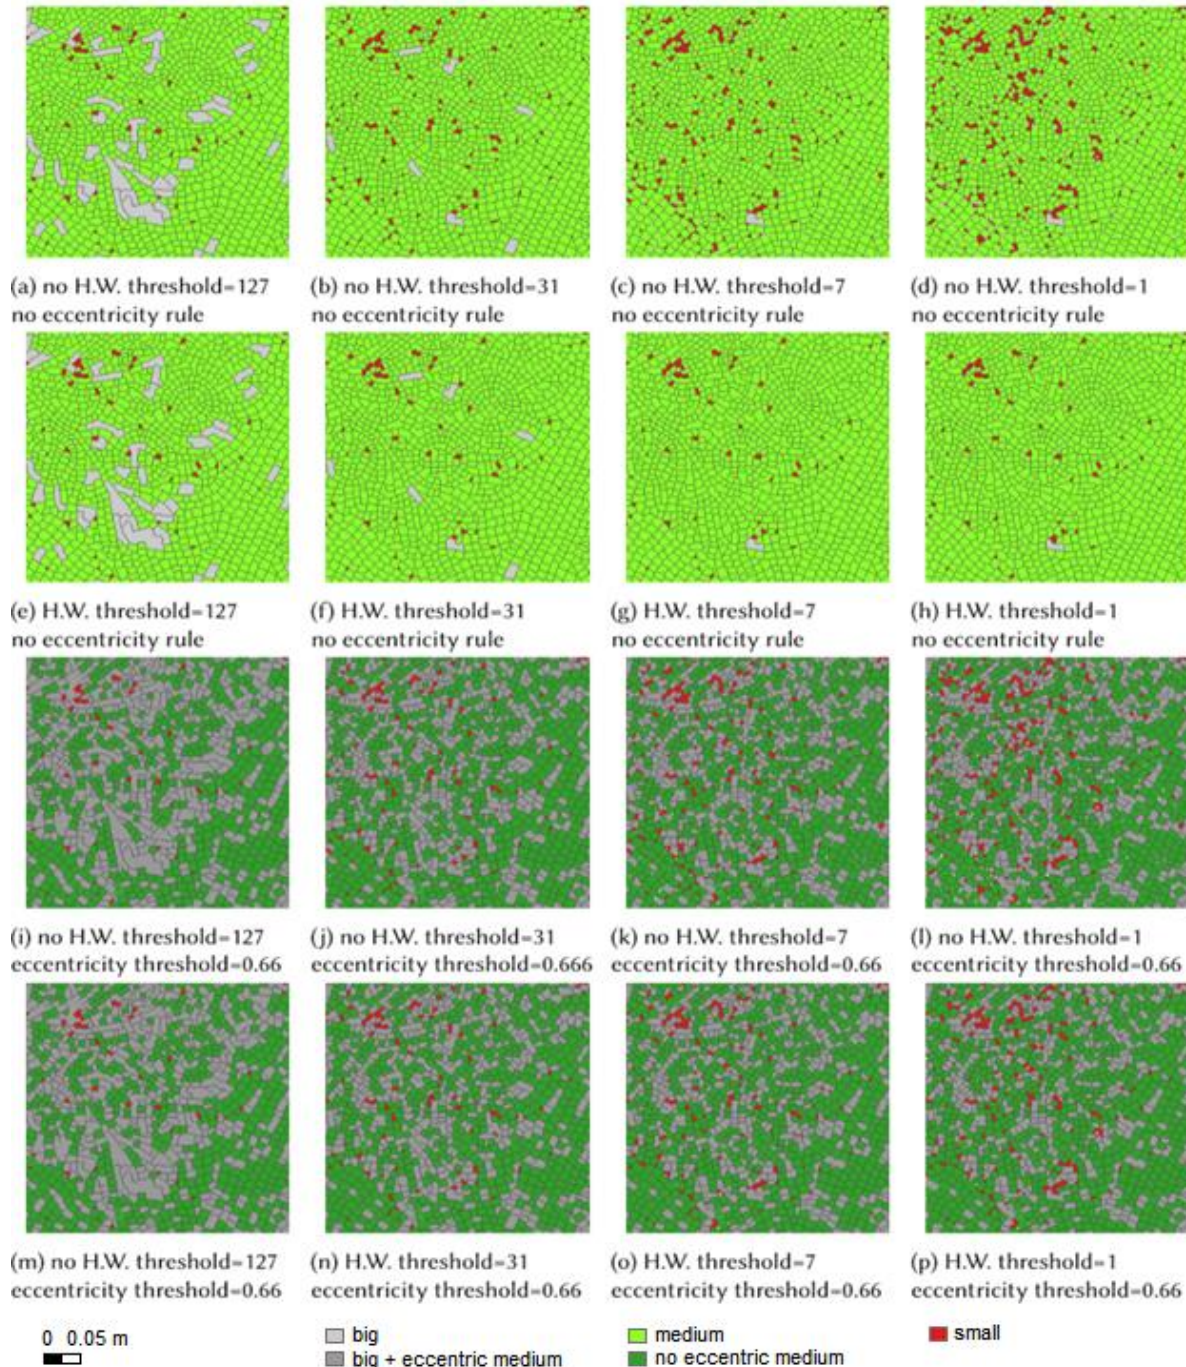 (a) no H.W. threshold=127
no eccentricity rule
(b) no H.W. threshold=31
no eccentricity rule
(c) no H.W. threshold=7
no eccentricity rule
(d) no H.W. threshold=1
no eccentricity rule
(e) H.W. threshold=127
no eccentricity rule
(f) H.W. threshold=31
no eccentricity rule
(g) H.W. threshold=7
no eccentricity rule
(h) H.W. threshold=1
no eccentricity rule
(i) no H.W. threshold=127
eccentricity threshold=0.66
(j) no H.W. threshold=31
eccentricity threshold=0.666
(k) no H.W. threshold=7
eccentricity threshold=0.66
(l) no H.W. threshold=1
eccentricity threshold=0.66
(m) no H.W. threshold=127
eccentricity threshold=0.66
(n) H.W. threshold=31
eccentricity threshold=0.66
(o) H.W. threshold=7
eccentricity threshold=0.66
(p) H.W. threshold=1
eccentricity threshold=0.66
0 0.05 m
big
big + eccentric medium
medium
no eccentric medium
small